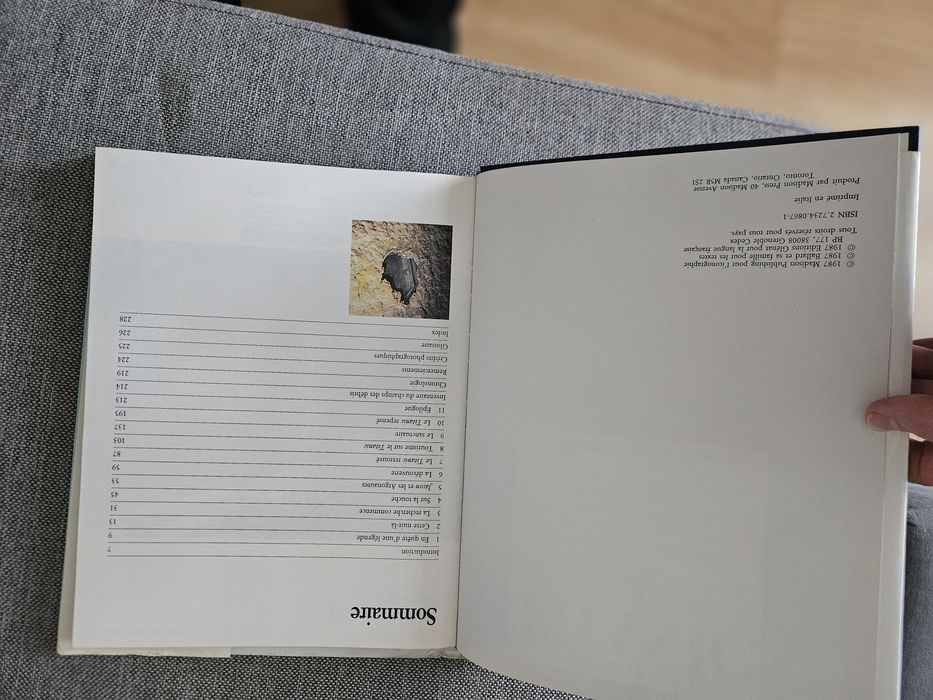 © 1987 Madison Publishing pour l'iconographie
© 1987 Ballard et sa famille pour les textes
© 1987 Editions Glénat pour la langue française
BP 177, 38008 Grenoble Cedex
Tous droits réservés pour tous pays.
ISBN 2.7234.0867-1
Imprimé en Italie
Produit par Madison Press, 40 Madison Avenue
Toronto, Ontario, Canada M5R 2S1
Sommaire
Introduction 7
1 En quête d'une légende 9
2 Cette nuit-là 13
3 La recherche commence 31
4 Sur la touche 45
5 Jason et les Argonautes 53
6 La découverte 59
7 Le Titanic retrouvé 87
8 Tourisme sur le Titanic 103
9 Le sanctuaire 137
10 Le Titanic repensé 195
11 Epilogue 213
Inventaire du champs des débris 214
Chronologie 219
Remerciements 224
Crédits photographiques 225
Glossaire 226
Index 228